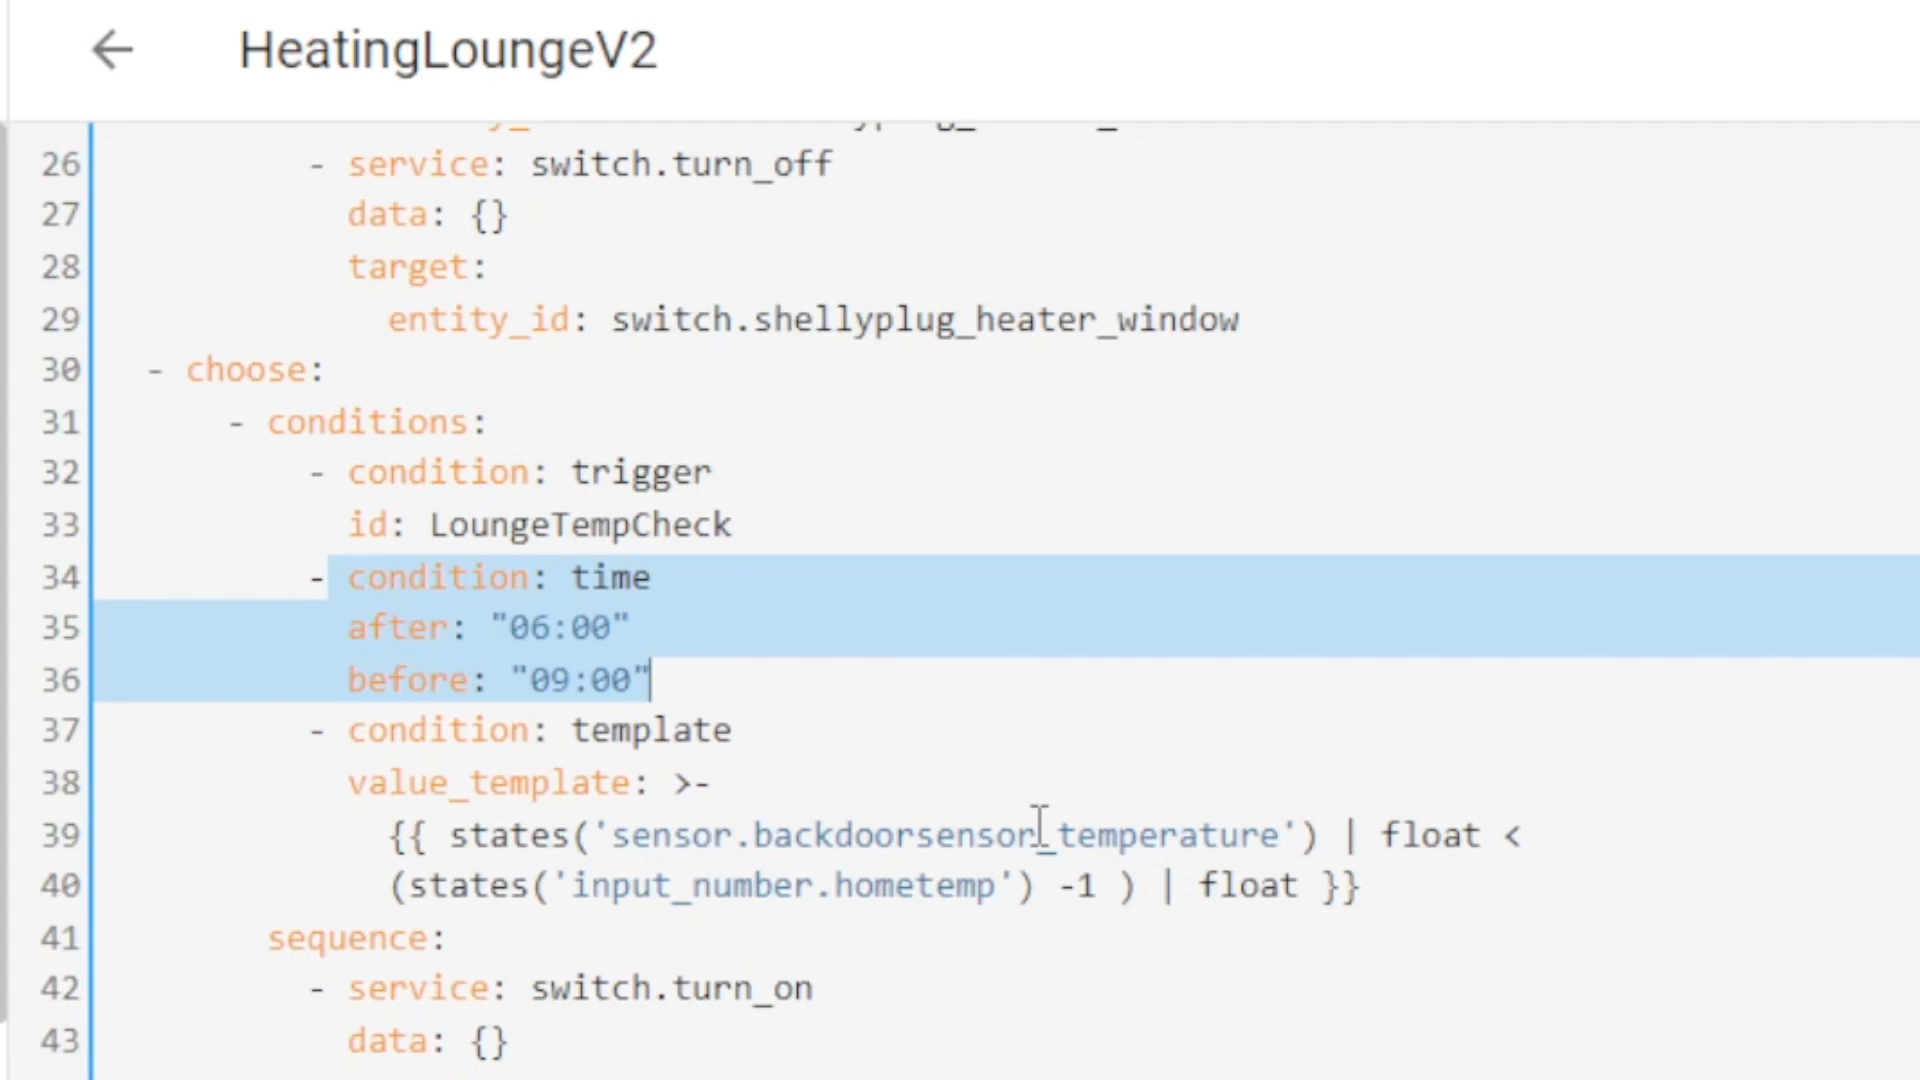 HeatingLoungeV2
26 - service: switch.turn_off
27 data: {}
28 target:
29 entity_id: switch.shellyplug_heater_window
30 - choose:
31 - conditions:
32 - condition: trigger
33 id: LoungeTempCheck
34 - condition: time
35 after: "06:00"
36 before: "09:00"
37 - condition: template
38 value_template: >-
39 {{ states('sensor.backdoorsensor_temperature') | float <
40 (states('input_number.hometemp') -1 ) | float }}
41 sequence:
42 - service: switch.turn_on
43 data: {}